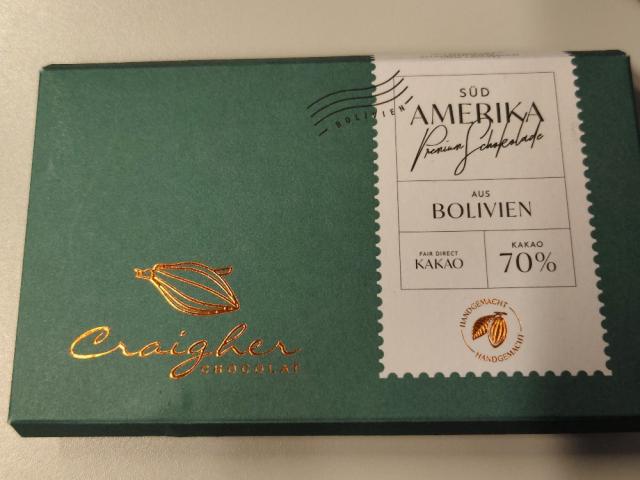 BOLIVIEN
SÜD
AMERIKA
Premium Schokolade
AUS
BOLIVIEN
FAIR DIRECT
KAKAO
KAKAO
70%
HANDGEMACHT
HANDGEMACHT
Craigher
CHOCOLAT